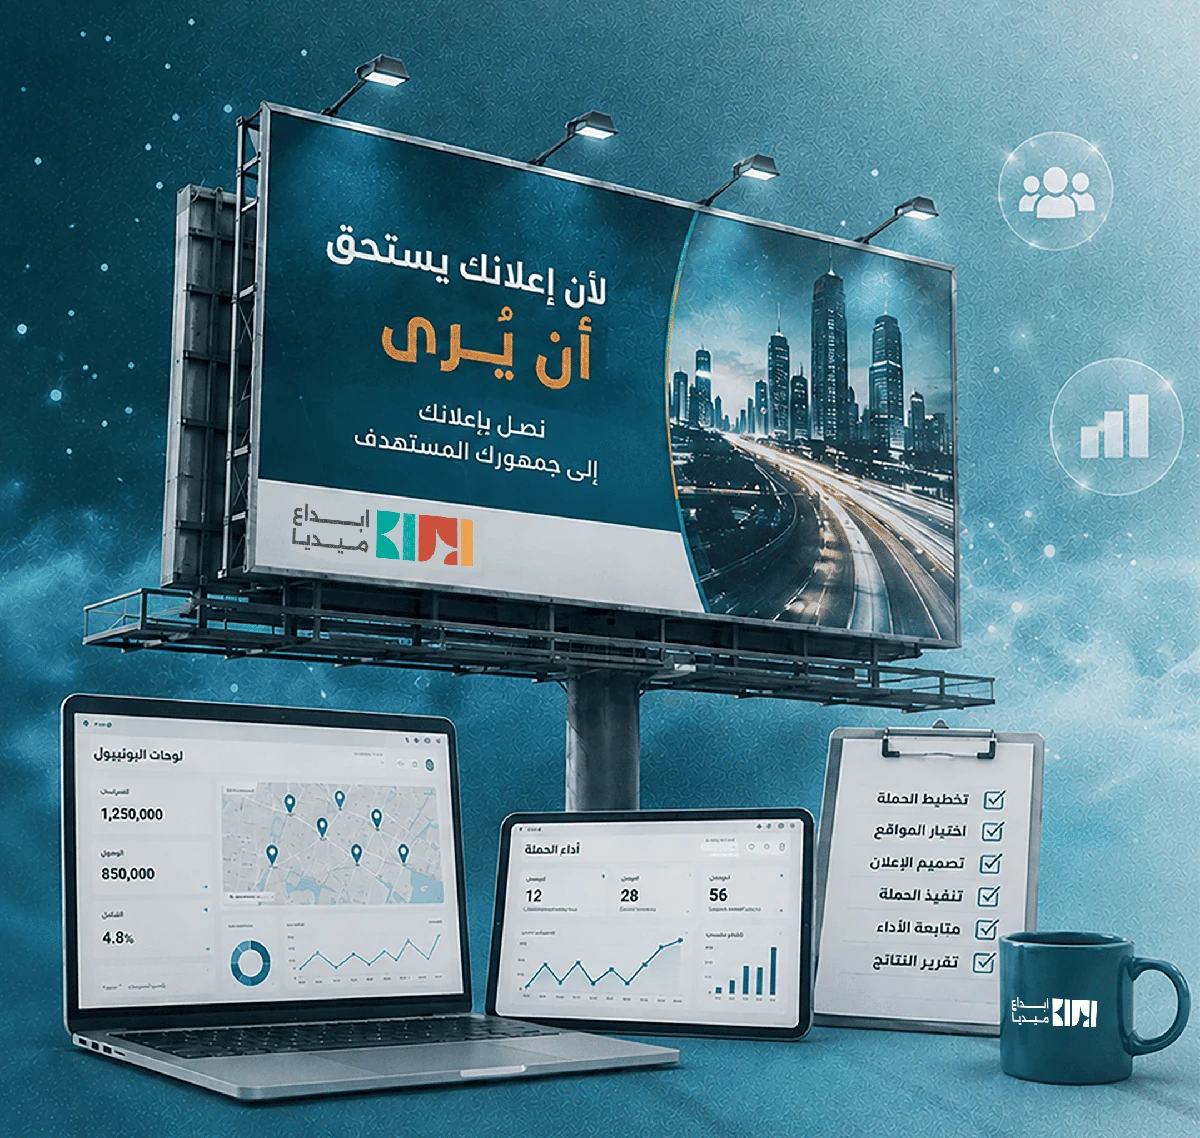 لأن إعلانك يستحق
أن يُرى
نصل بإعلانك
إلى جمهورك المستهدف
ابداع
ميديا
لوحات اليونيبول
1,250,000
850,000
4.8%
أداء الحملة
12
28
56
تخطيط الحملة
اختيار المواقع
تصميم الإعلان
تنفيذ الحملة
متابعة الأداء
تقرير النتائج
ابداع
ميديا